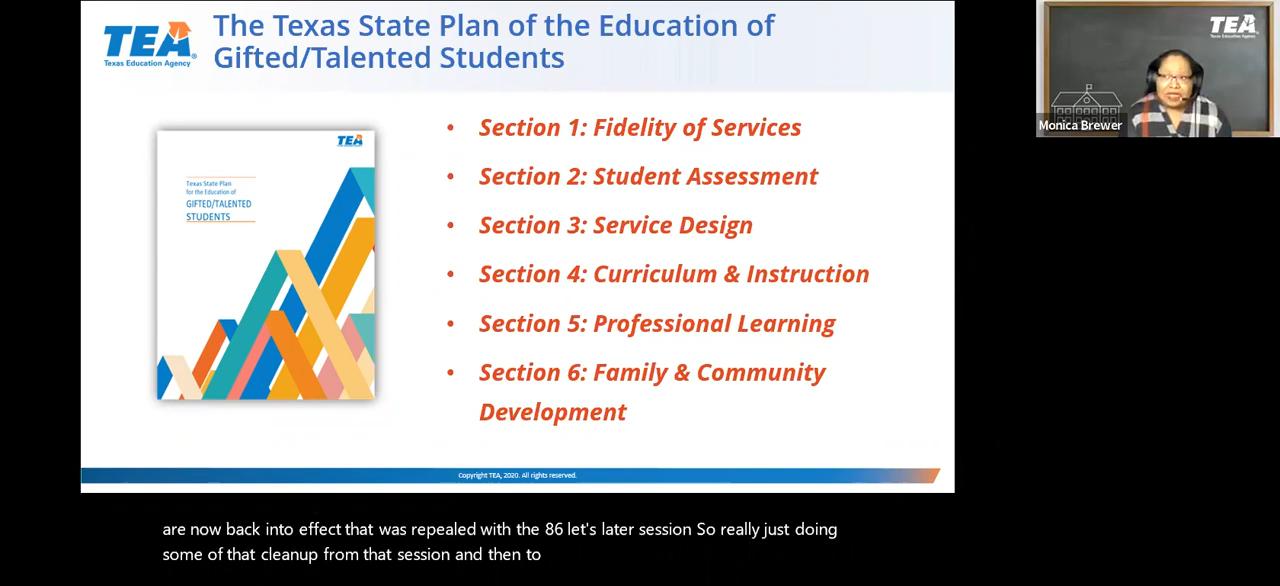 TEA
Texas Education Agency
The Texas State Plan of the Education of
Gifted/Talented Students
TEA
Texas State Plan
for the Education of
GIFTED/TALENTED
STUDENTS
• Section 1: Fidelity of Services
• Section 2: Student Assessment
• Section 3: Service Design
• Section 4: Curriculum & Instruction
• Section 5: Professional Learning
• Section 6: Family & Community
Development
Copyright TEA, 2020. All rights reserved.
TEA
Texas Education Agency
Monica Brewer
are now back into effect that was repealed with the 86 let's later session So really just doing
some of that cleanup from that session and then to